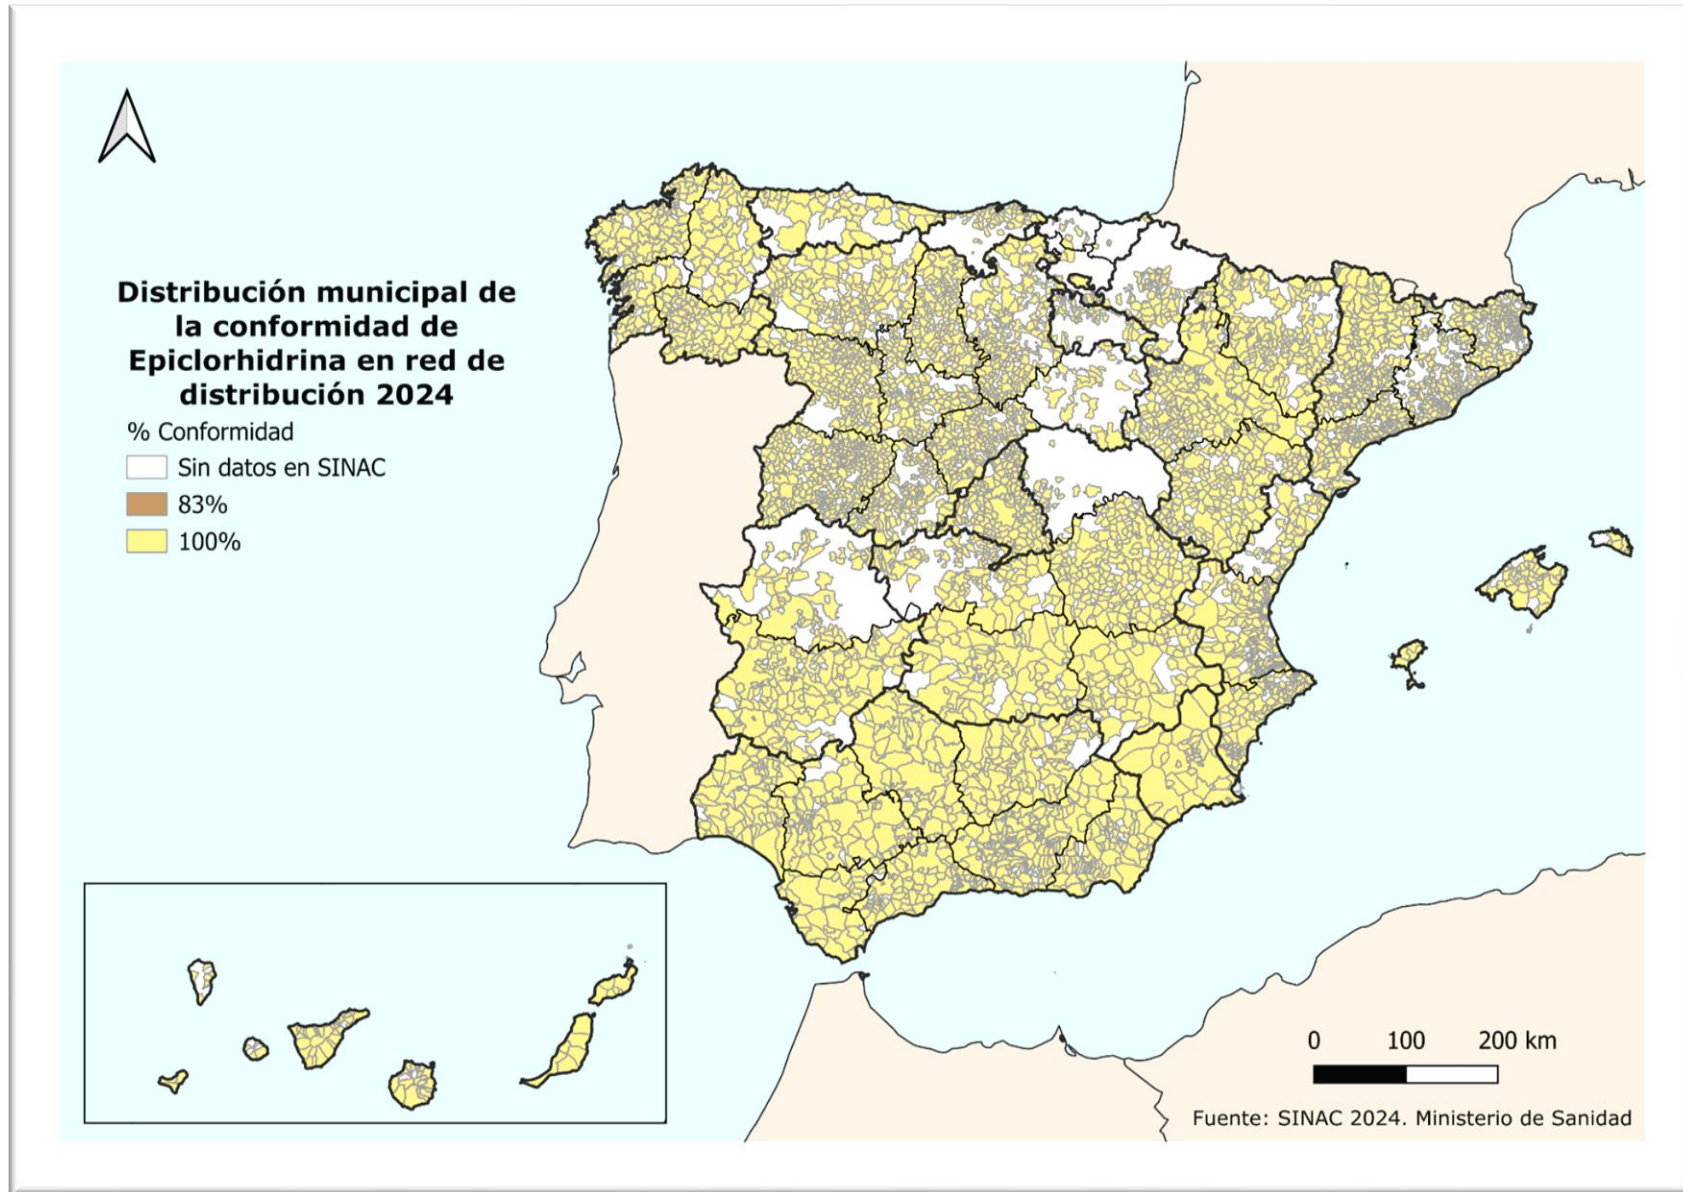 Distribución municipal de
la conformidad de
Epiclorhidrina en red de
distribución 2024
% Conformidad
Sin datos en SINAC
83%
100%
0 100 200 km
Fuente: SINAC 2024. Ministerio de Sanidad